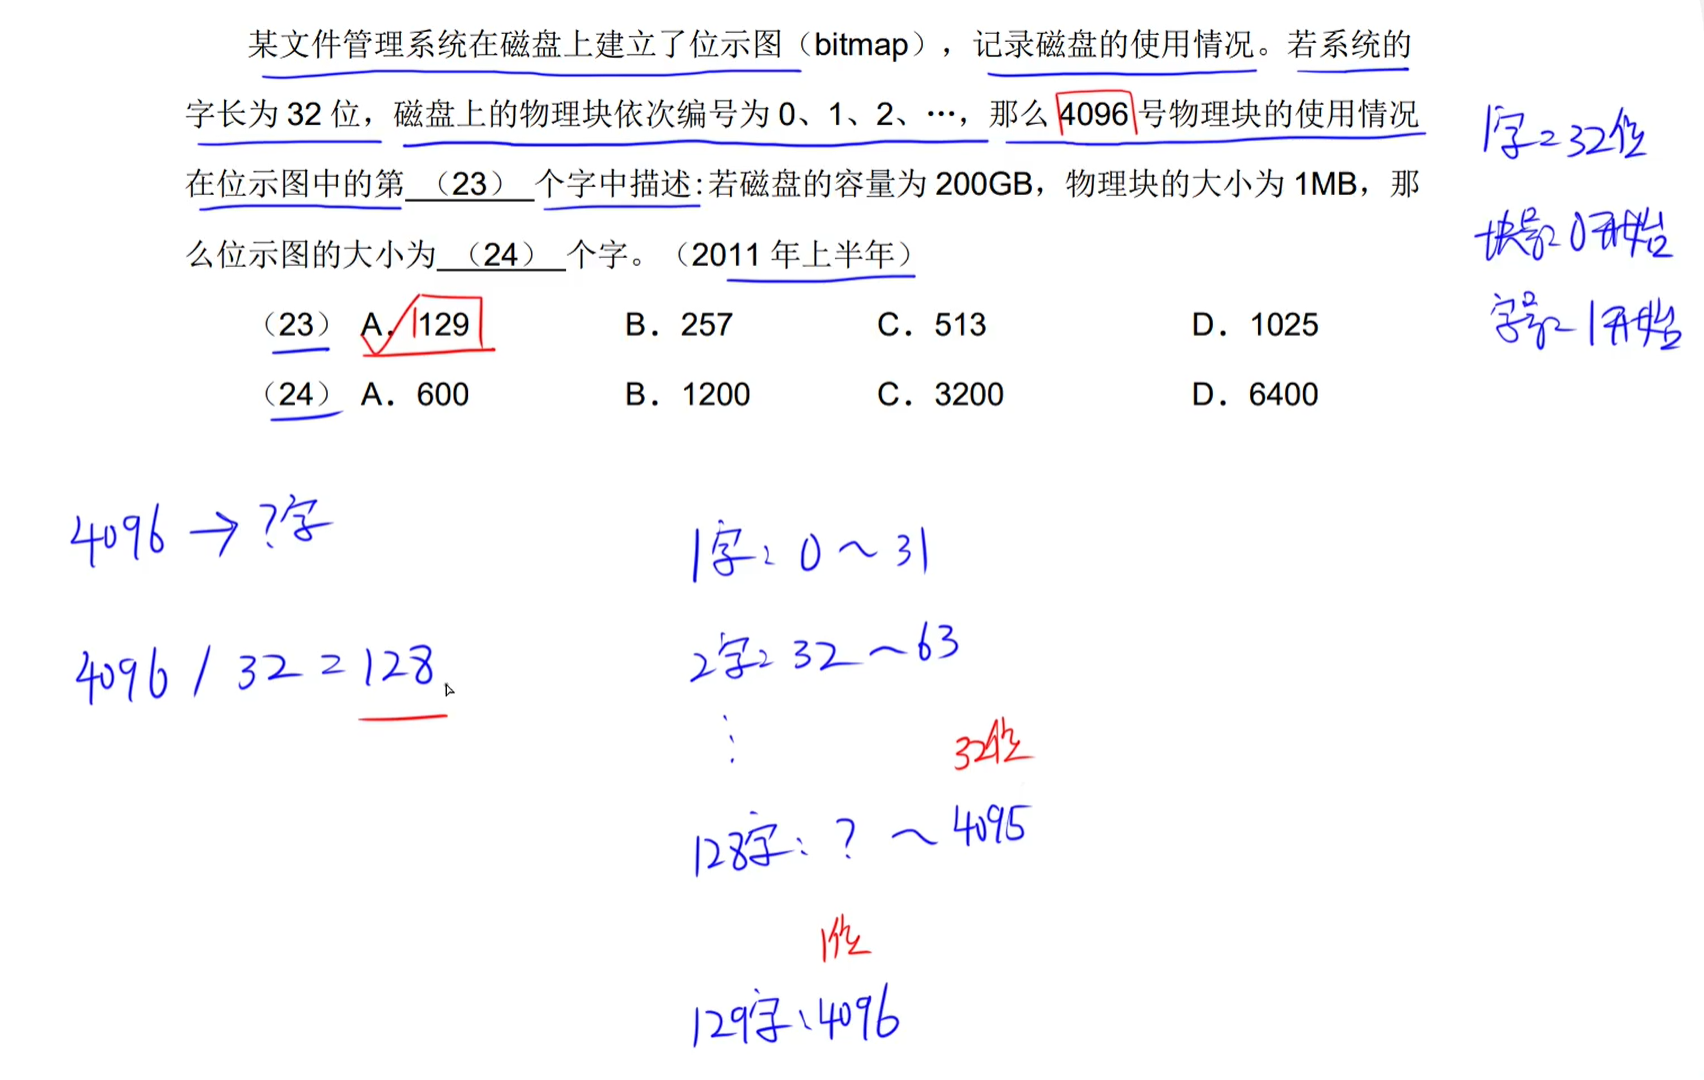 某文件管理系统在磁盘上建立了位示图（bitmap），记录磁盘的使用情况。若系统的
字长为 32 位，磁盘上的物理块依次编号为 0、1、2、…，那么 4096 号物理块的使用情况
在位示图中的第 （23） 个字中描述:若磁盘的容量为 200GB，物理块的大小为 1MB，那
么位示图的大小为 （24） 个字。（2011 年上半年）
（23） A. 129 B. 257 C. 513 D. 1025
（24） A. 600 B. 1200 C. 3200 D. 6400
1字=32位
块号：0开始
字号：1开始
4096 → ?字
4096 / 32 = 128
1字：0～31
2字：32～63
⋮
32位
128字：？～4095
1位
129字：4096